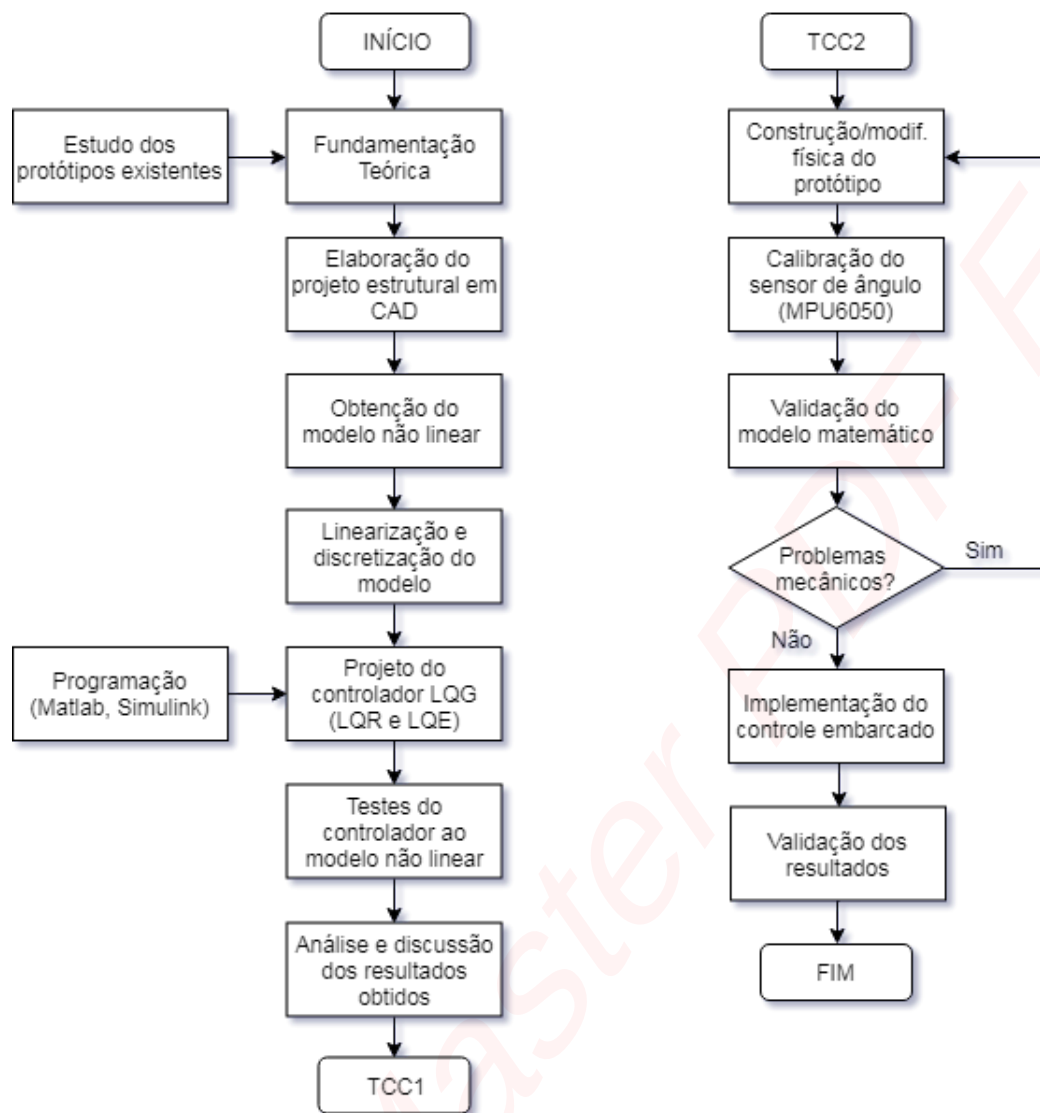 INÍCIO
Estudo dos
protótipos existentes
Fundamentação
Teórica
Elaboração do
projeto estrutural em
CAD
Obtenção do
modelo não linear
Linearização e
discretização do
modelo
Programação
(Matlab, Simulink)
Projeto do
controlador LQG
(LQR e LQE)
Testes do
controlador ao
modelo não linear
Análise e discussão
dos resultados
obtidos
TCC1
TCC2
Construção/modif.
física do
protótipo
Calibração do
sensor de ângulo
(MPU6050)
Validação do
modelo matemático
Problemas
mecânicos?
Sim
Não
Implementação do
controle embarcado
Validação dos
resultados
FIM
Master PDF